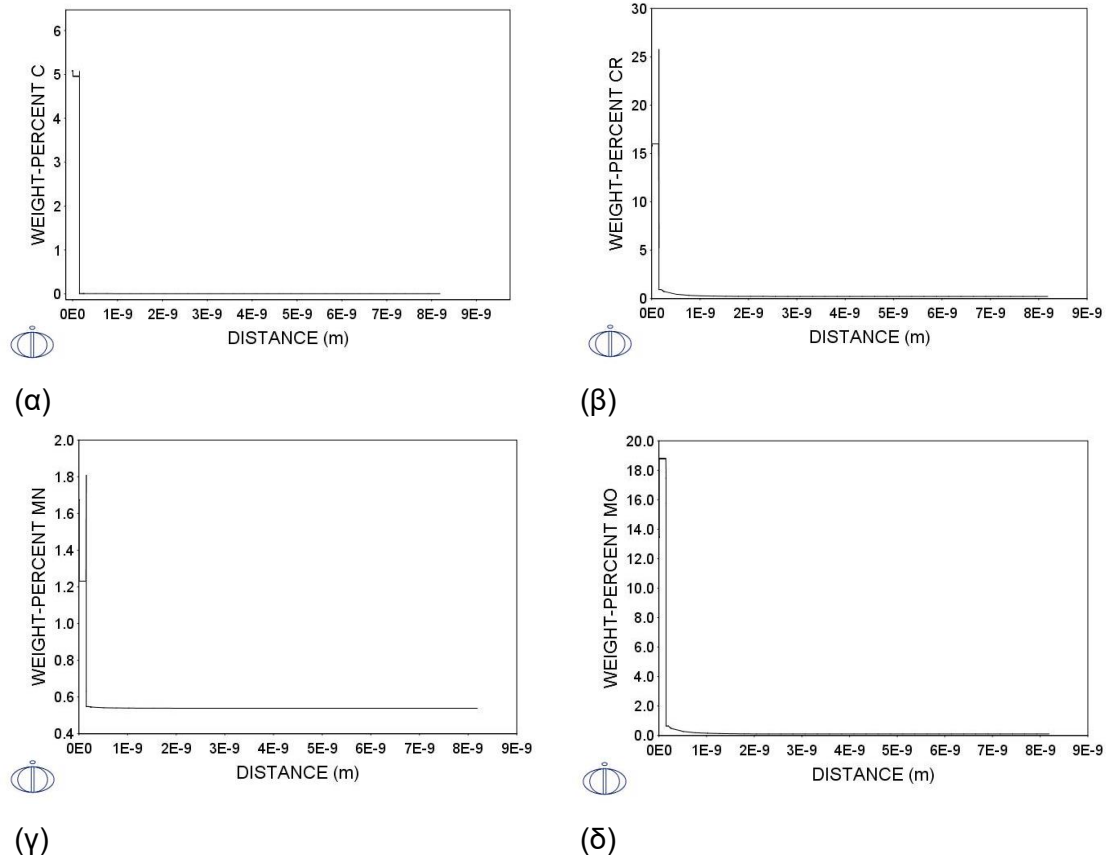 WEIGHT-PERCENT C
6
5
4
3
2
1
0
0E0 1E-9 2E-9 3E-9 4E-9 5E-9 6E-9 7E-9 8E-9 9E-9
DISTANCE (m)
(α)
WEIGHT-PERCENT CR
30
25
20
15
10
5
0
0E0 1E-9 2E-9 3E-9 4E-9 5E-9 6E-9 7E-9 8E-9 9E-9
DISTANCE (m)
(β)
WEIGHT-PERCENT MN
2.0
1.8
1.6
1.4
1.2
1.0
0.8
0.6
0.4
0E0 1E-9 2E-9 3E-9 4E-9 5E-9 6E-9 7E-9 8E-9 9E-9
DISTANCE (m)
(γ)
WEIGHT-PERCENT MO
20.0
18.0
16.0
14.0
12.0
10.0
8.0
6.0
4.0
2.0
0.0
0E0 1E-9 2E-9 3E-9 4E-9 5E-9 6E-9 7E-9 8E-9 9E-9
DISTANCE (m)
(δ)